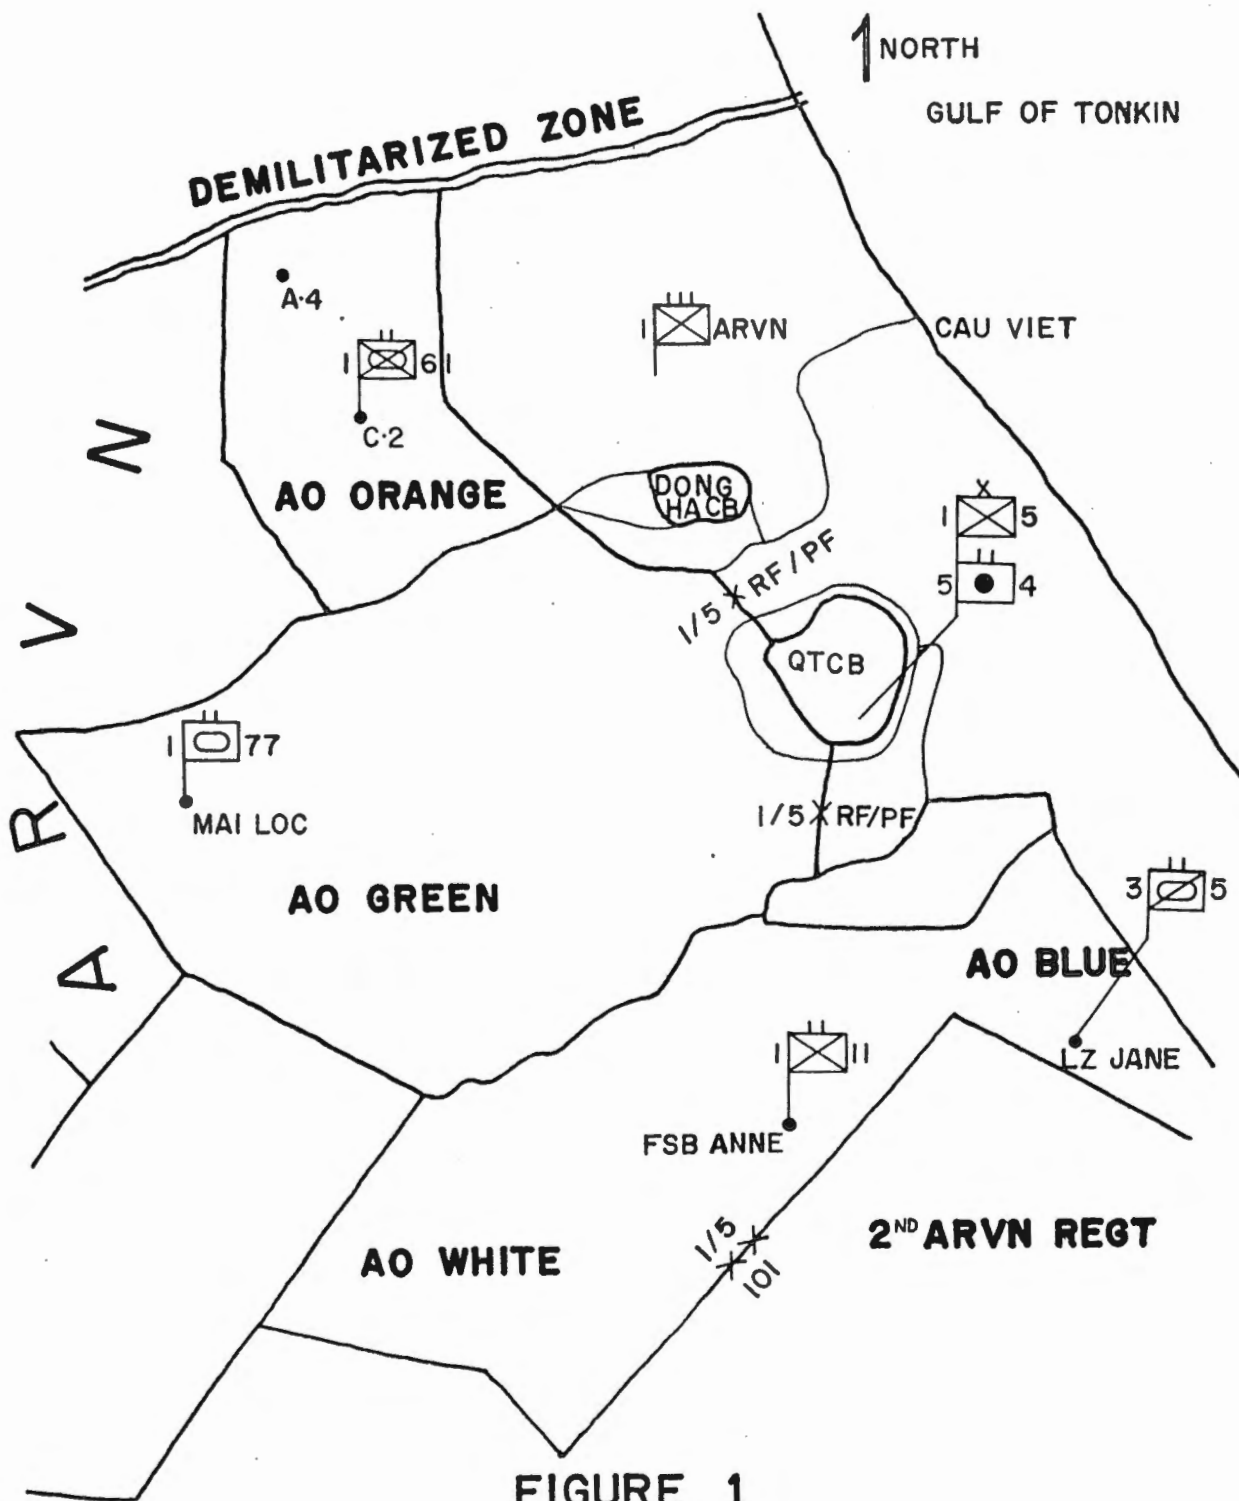 NORTH
GULF OF TONKIN
DEMILITARIZED ZONE
A·4
1 61
C·2
AO ORANGE
1 ARVN
CAU VIET
DONG
HA CB
1 5
5 4
1/5 X RF/PF
QTCB
ARVN
1 77
MAI LOC
1/5 X RF/PF
AO GREEN
3 5
AO BLUE
LZ JANE
1 11
FSB ANNE
1/5
101
2ND ARVN REGT
AO WHITE
FIGURE 1